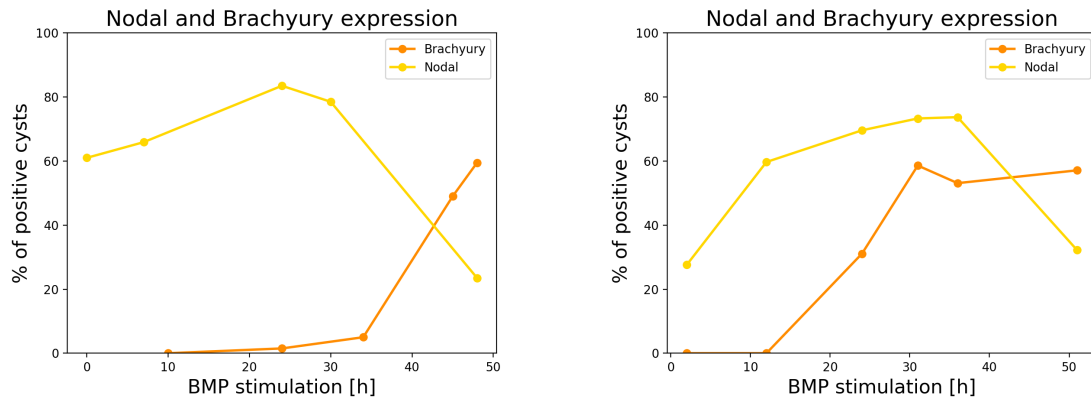 Nodal and Brachyury expression
100
80
60
40
20
0
% of positive cysts
0 10 20 30 40 50
BMP stimulation [h]
Brachyury
Nodal
Nodal and Brachyury expression
100
80
60
40
20
0
% of positive cysts
0 10 20 30 40 50
BMP stimulation [h]
Brachyury
Nodal